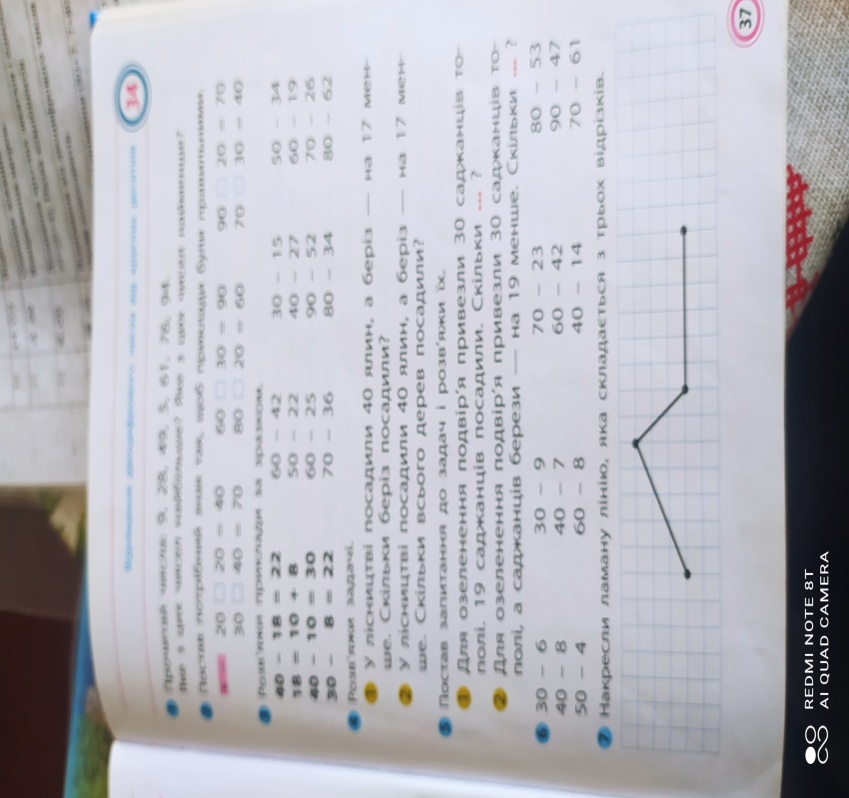 34
Віднімання двоцифрового числа від круглих десятків
1 Прочитай числа: 9, 28, 49, 5, 61, 76, 94.
Яке з цих чисел найбільше? Яке з цих чисел найменше?
2 Постав потрібний знак так, щоб приклади були правильними.
20 □ 20 = 40 60 □ 30 = 90 90 □ 20 = 70
30 □ 40 = 70 80 □ 20 = 60 70 □ 30 = 40
3 Розв'яжи приклади за зразком.
40 − 18 = 22 60 − 42 30 − 15 50 − 34
18 = 10 + 8 50 − 22 40 − 27 60 − 19
40 − 10 = 30 60 − 25 90 − 52 70 − 26
30 − 8 = 22 70 − 36 80 − 34 80 − 62
4 Розв'яжи задачі.
1 У лісництві посадили 40 ялин, а беріз — на 17 мен-
ше. Скільки беріз посадили?
2 У лісництві посадили 40 ялин, а беріз — на 17 мен-
ше. Скільки всього дерев посадили?
5 Постав запитання до задач і розв'яжи їх.
1 Для озеленення подвір'я привезли 30 саджанців то-
полі. 19 саджанців посадили. Скільки ... ?
2 Для озеленення подвір'я привезли 30 саджанців то-
полі, а саджанців берези — на 19 менше. Скільки ... ?
6 30 − 6 30 − 9 70 − 23 80 − 53
40 − 8 40 − 7 60 − 42 90 − 47
50 − 4 60 − 8 40 − 14 70 − 61
7 Накресли ламану лінію, яка складається з трьох відрізків.
37
REDMI NOTE 8T
AI QUAD CAMERA